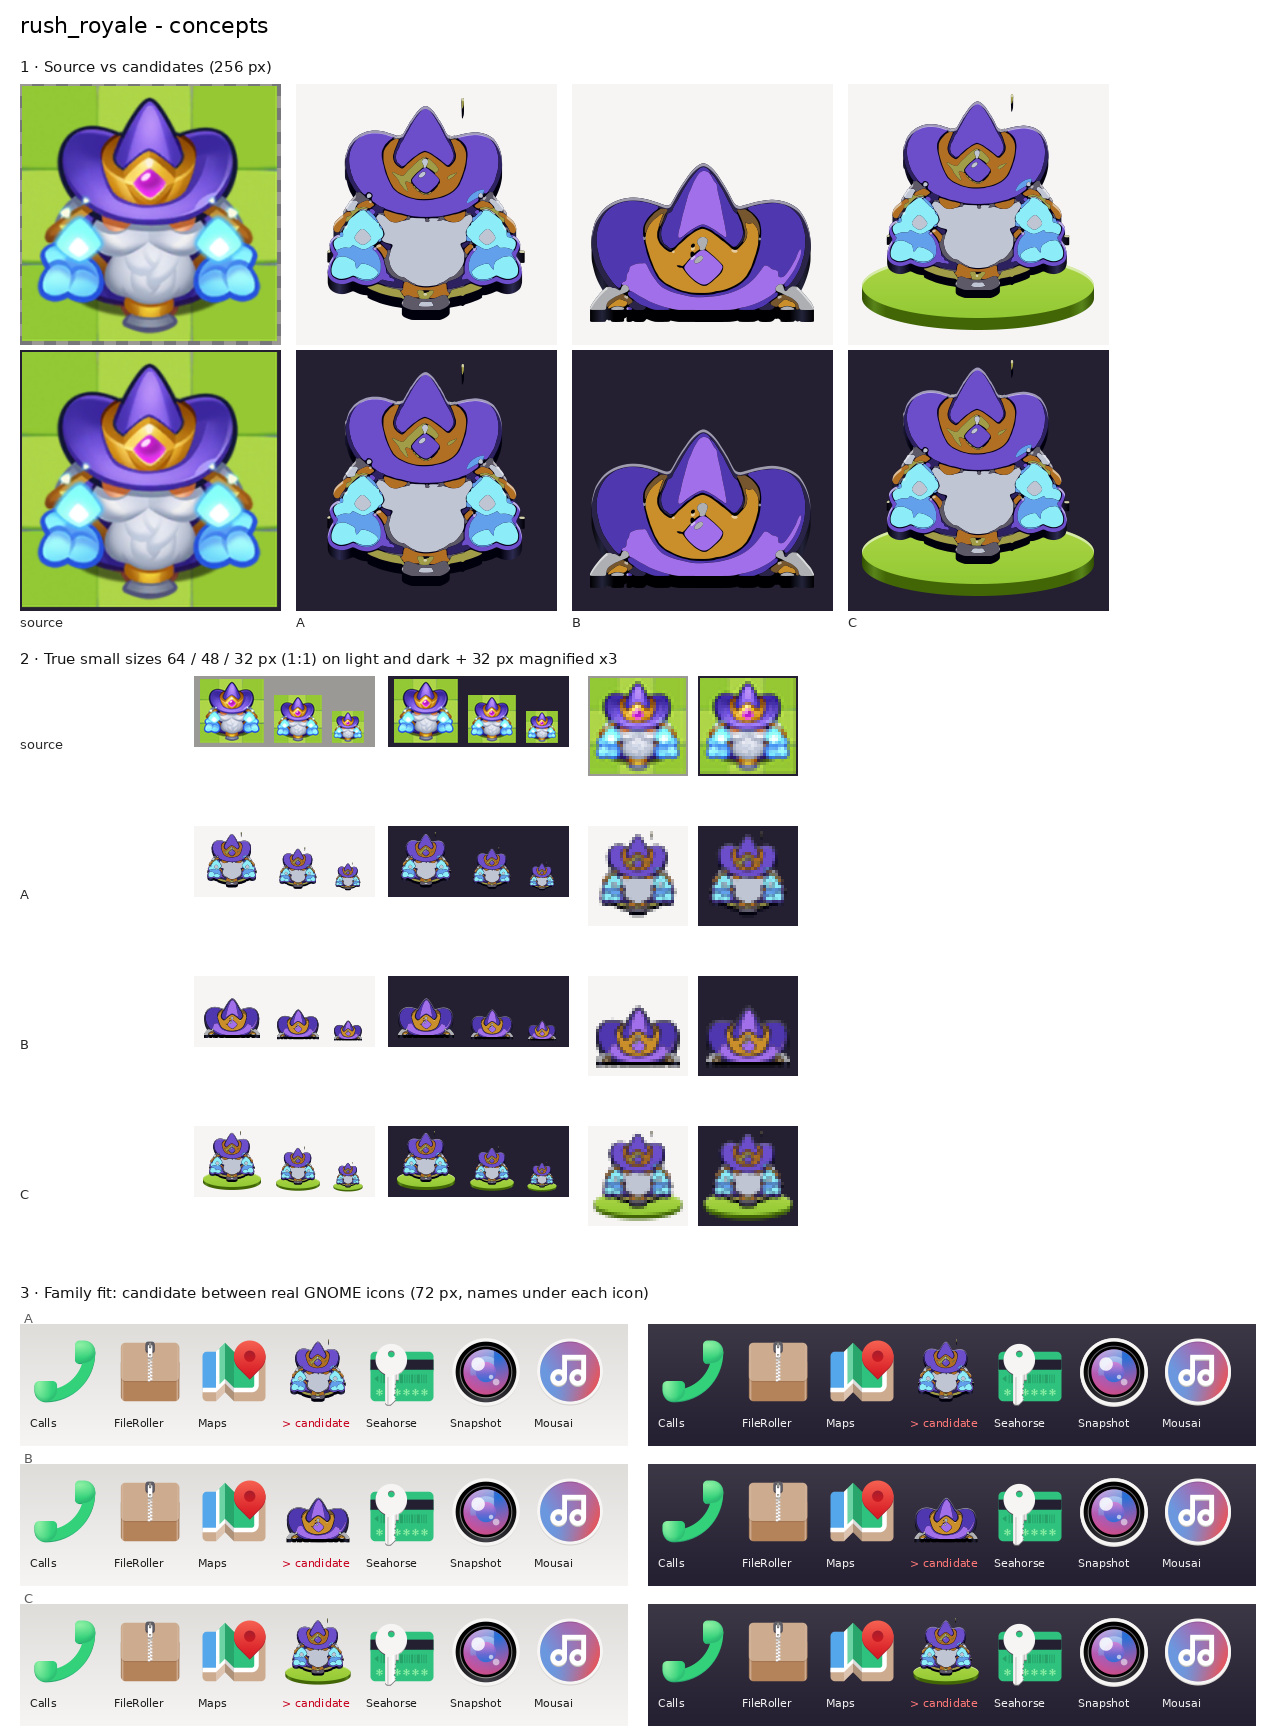 rush_royale - concepts
1 · Source vs candidates (256 px)
source
A
B
C
2 · True small sizes 64 / 48 / 32 px (1:1) on light and dark + 32 px magnified x3
source
A
B
C
3 · Family fit: candidate between real GNOME icons (72 px, names under each icon)
A
Calls FileRoller Maps > candidate Seahorse Snapshot Mousai Calls FileRoller Maps > candidate Seahorse Snapshot Mousai
B
Calls FileRoller Maps > candidate Seahorse Snapshot Mousai Calls FileRoller Maps > candidate Seahorse Snapshot Mousai
C
Calls FileRoller Maps > candidate Seahorse Snapshot Mousai Calls FileRoller Maps > candidate Seahorse Snapshot Mousai